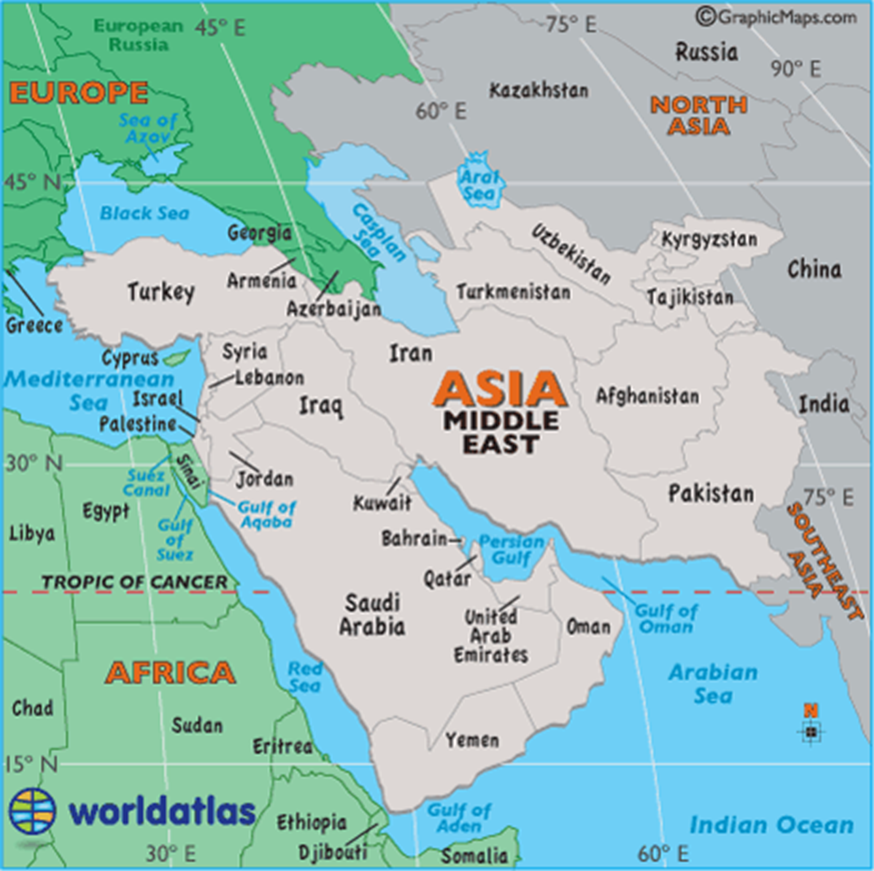 ©GraphicMaps.com
European
Russia
45° E
75° E
Russia
90° E
EUROPE
Kazakhstan
60° E
NORTH
ASIA
Sea of
Azov
45° N
Aral
Sea
Black Sea
Caspian
Sea
Georgia
Uzbekistan
Kyrgyzstan
China
Armenia
Turkey
Turkmenistan
Tajikistan
Azerbaijan
Greece
Cyprus
Syria
Iran
Mediterranean
Sea
Lebanon
ASIA
MIDDLE
EAST
Afghanistan
Israel
Iraq
India
Palestine
30° N
Sinai
Jordan
Suez
Canal
Kuwait
Pakistan
75° E
Egypt
Gulf of
Aqaba
Libya
Gulf
of
Suez
Bahrain
Persian
Gulf
SOUTHEAST
ASIA
Qatar
TROPIC OF CANCER
Saudi
Arabia
United
Arab
Emirates
Oman
Gulf of
Oman
AFRICA
Red
Sea
Arabian
Sea
Chad
Sudan
N
Eritrea
Yemen
15° N
worldatlas
Ethiopia
Gulf of
Aden
Indian Ocean
30° E
Djibouti
Somalia
60° E